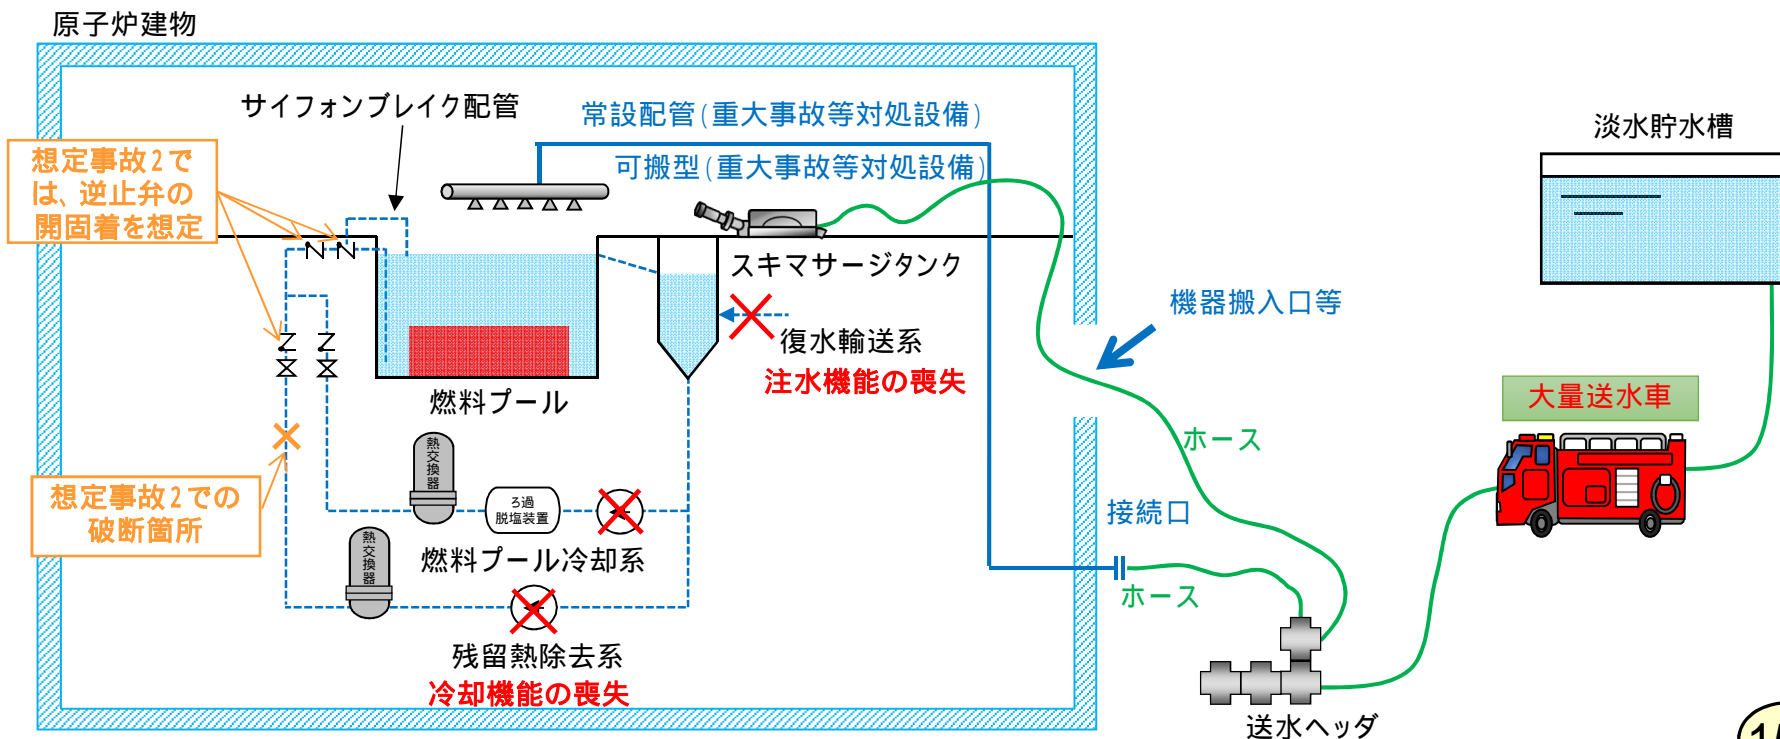 原子炉建物
サイフォンブレイク配管
常設配管(重大事故等対処設備)
可搬型(重大事故等対処設備)
淡水貯水槽
想定事故2で
は、逆止弁の
開固着を想定
スキマサージタンク
機器搬入口等
復水輸送系
注水機能の喪失
燃料プール
大量送水車
熱交換器
ホース
想定事故2での
破断箇所
ろ過
脱塩装置
接続口
燃料プール冷却系
熱交換器
ホース
残留熱除去系
冷却機能の喪失
送水ヘッダ